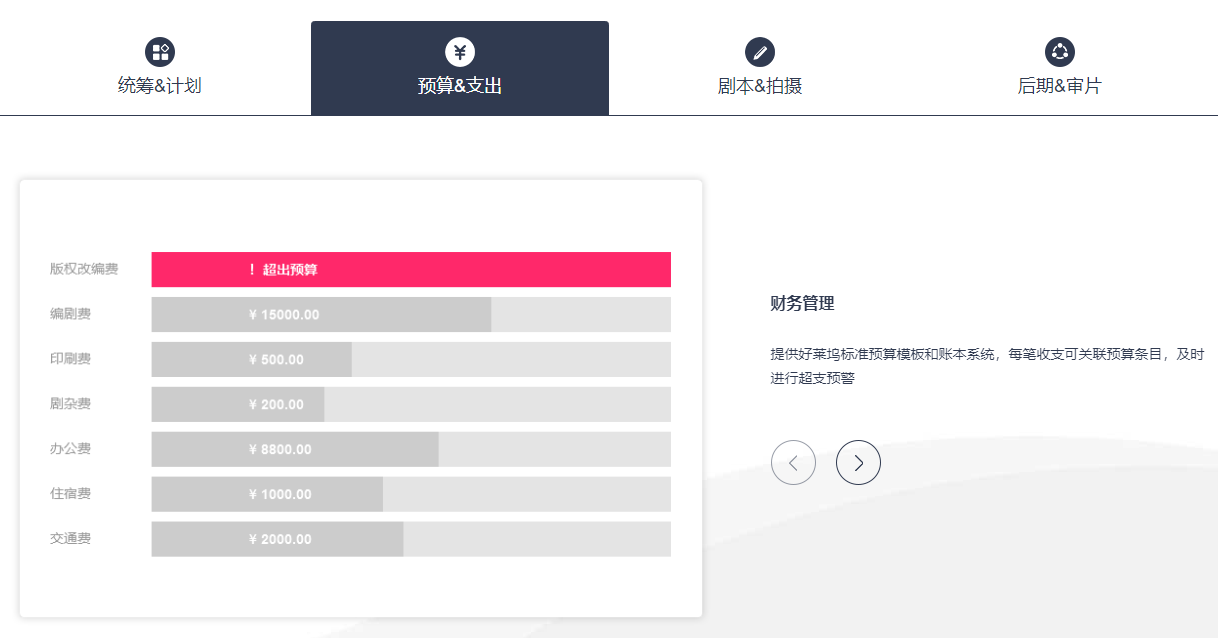 统筹&计划
预算&支出
剧本&拍摄
后期&审片
版权改编费
！超出预算
编剧费
¥ 15000.00
印刷费
¥ 500.00
剧杂费
¥ 200.00
办公费
¥ 8800.00
住宿费
¥ 1000.00
交通费
¥ 2000.00
财务管理
提供好莱坞标准预算模板和账本系统，每笔收支可关联预算条目，及时
进行超支预警